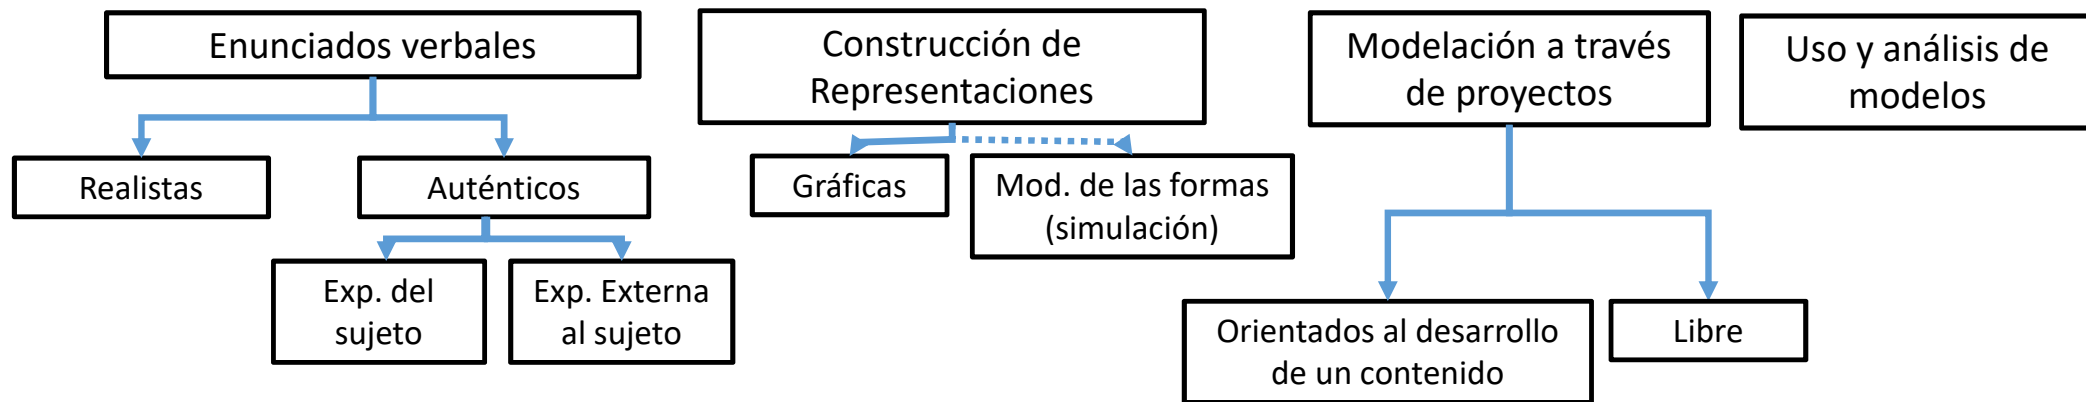 Enunciados verbales
Construcción de
Representaciones
Modelación a través
de proyectos
Uso y análisis de
modelos
Realistas
Auténticos
Gráficas
Mod. de las formas
(simulación)
Exp. del
sujeto
Exp. Externa
al sujeto
Orientados al desarrollo
de un contenido
Libre